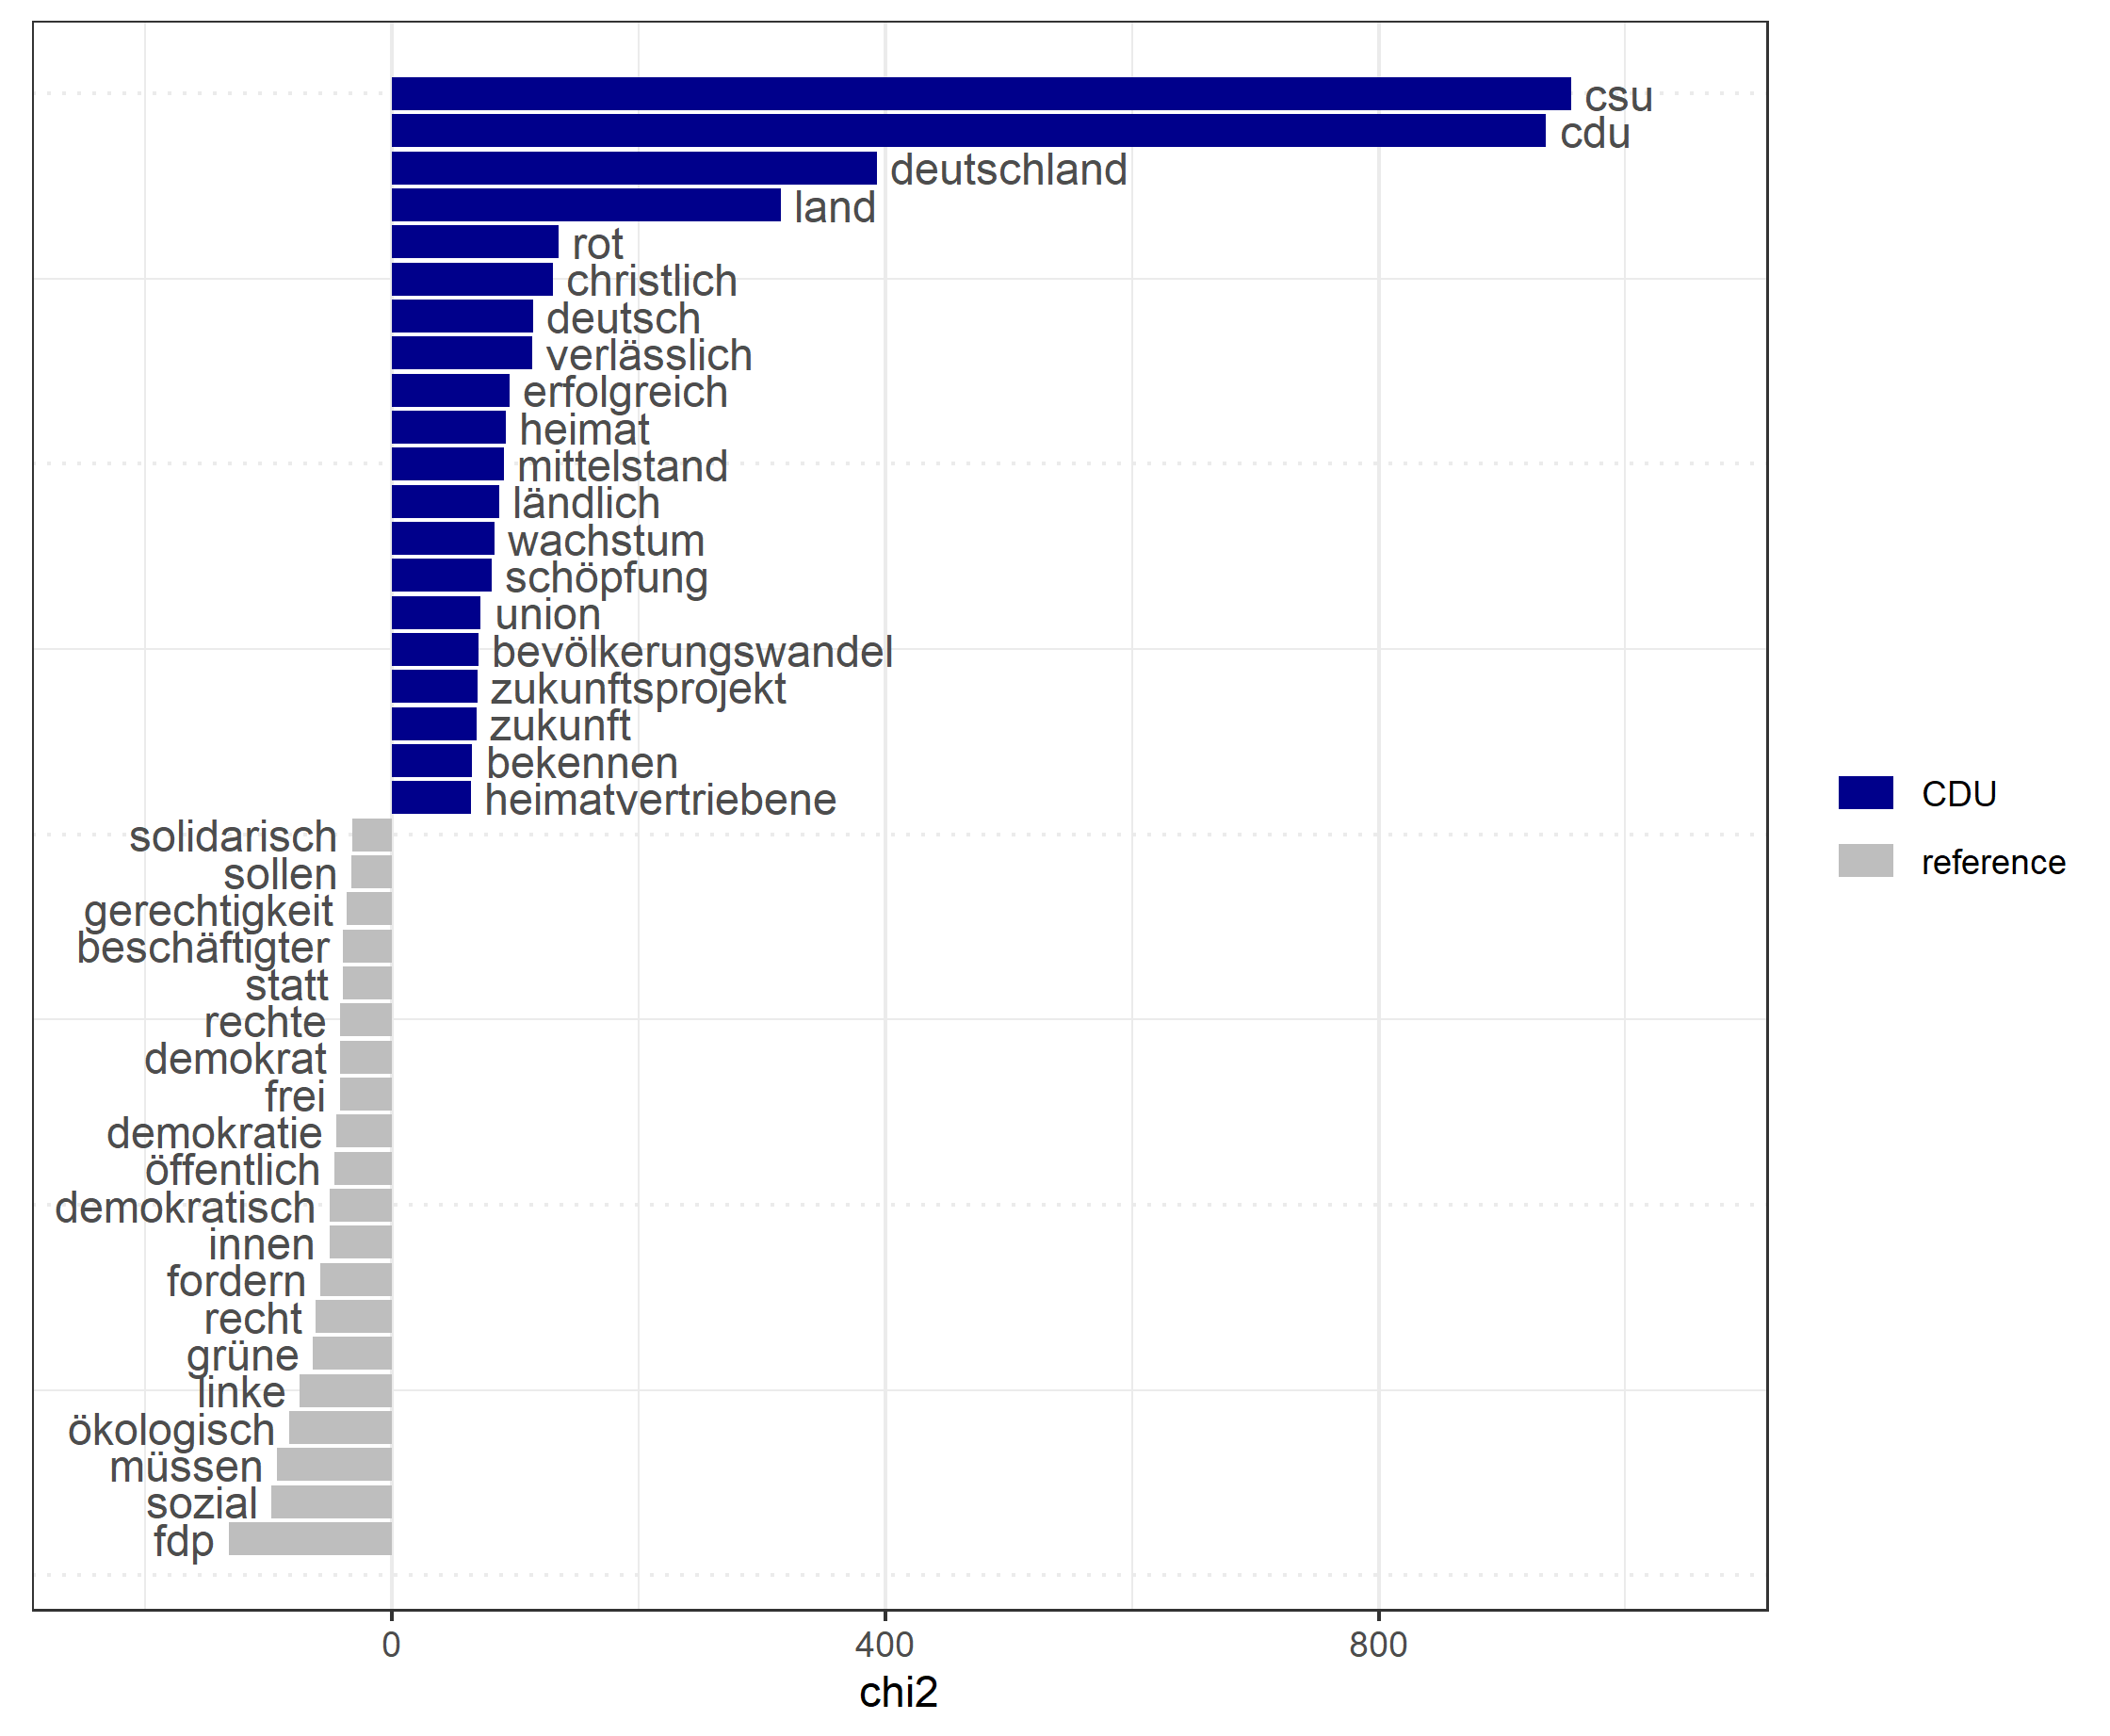 csu
cdu
deutschland
land
rot
christlich
deutsch
verlässlich
erfolgreich
heimat
mittelstand
ländlich
wachstum
schöpfung
union
bevölkerungswandel
zukunftsprojekt
zukunft
bekennen
heimatvertriebene
solidarisch
sollen
gerechtigkeit
beschäftigter
statt
rechte
demokrat
frei
demokratie
öffentlich
demokratisch
innen
fordern
recht
grüne
linke
ökologisch
müssen
sozial
fdp
0 400 800
chi2
CDU
reference